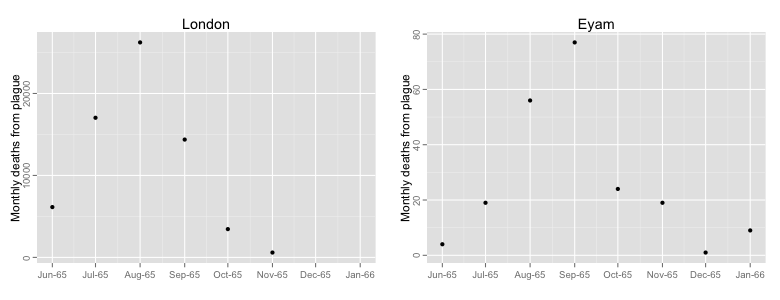 London
Monthly deaths from plague
20000
10000
0
Jun-65 Jul-65 Aug-65 Sep-65 Oct-65 Nov-65 Dec-65 Jan-66
Eyam
Monthly deaths from plague
80
60
40
20
0
Jun-65 Jul-65 Aug-65 Sep-65 Oct-65 Nov-65 Dec-65 Jan-66